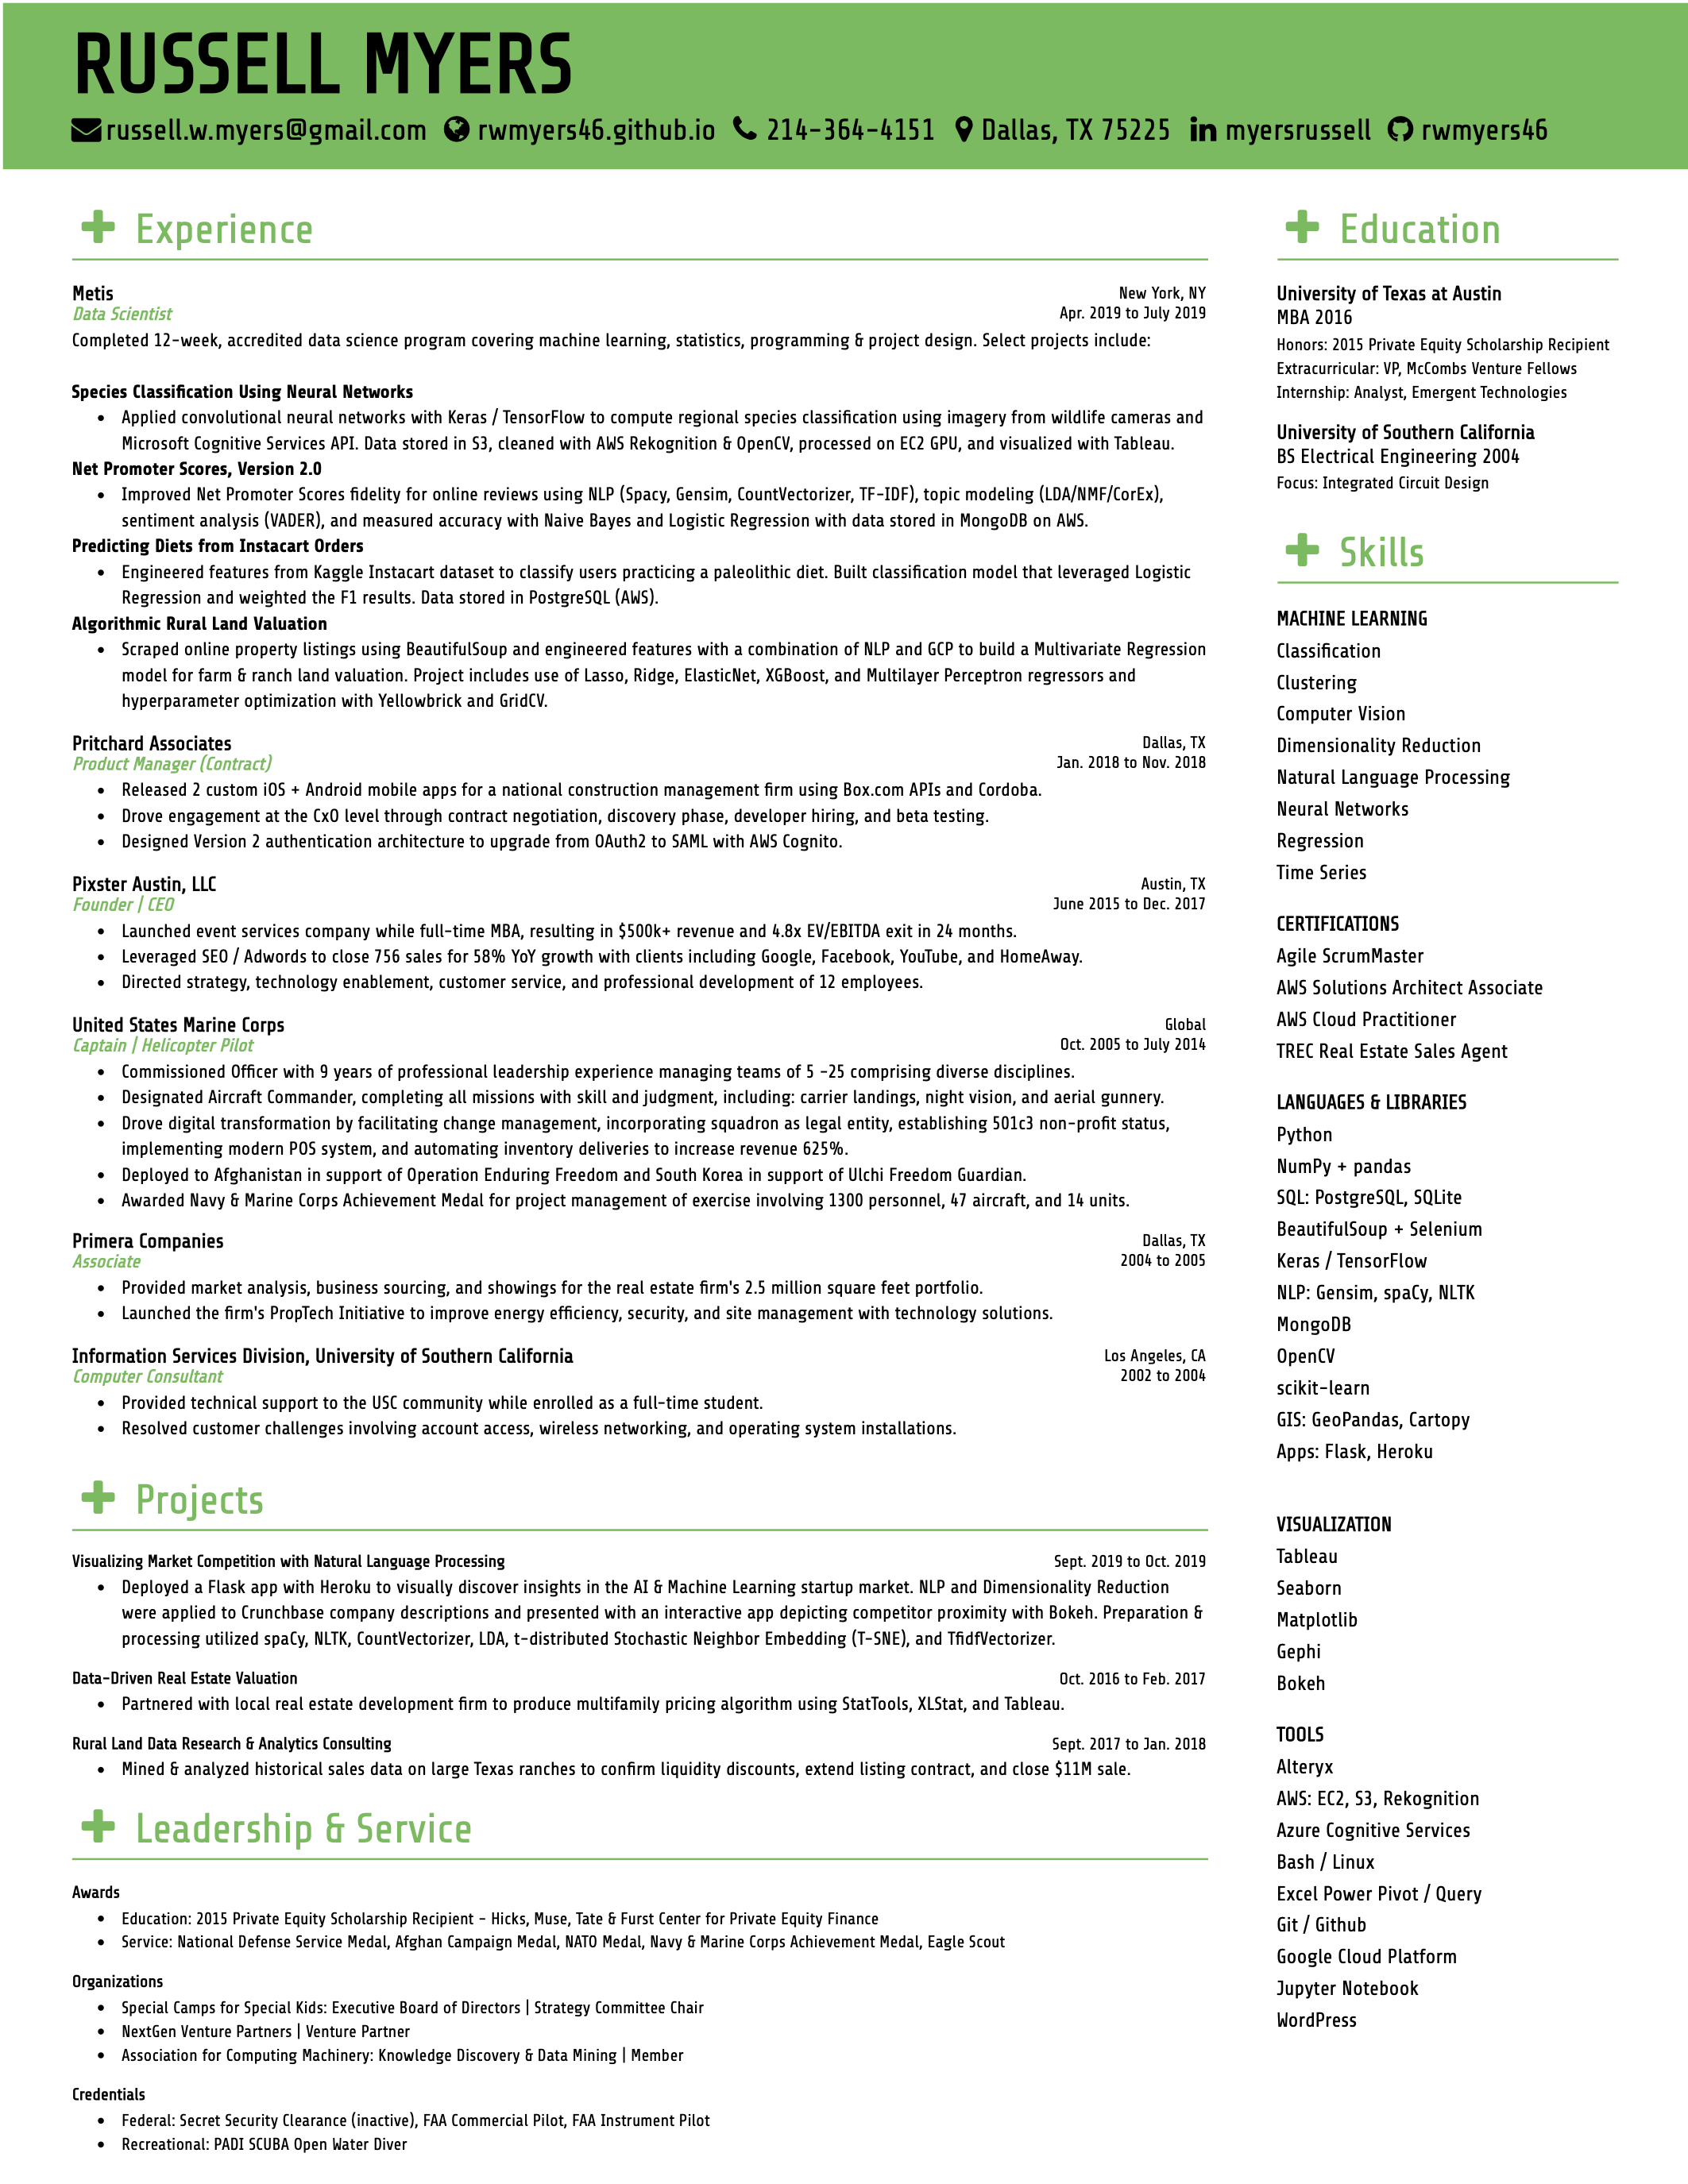 RUSSELL MYERS
russell.w.myers@gmail.com rwmyers46.github.io 214-364-4151 Dallas, TX 75225 myersrussell rwmyers46
Experience
Metis New York, NY
Data Scientist Apr. 2019 to July 2019
Completed 12-week, accredited data science program covering machine learning, statistics, programming & project design. Select projects include:
Species Classification Using Neural Networks
• Applied convolutional neural networks with Keras / TensorFlow to compute regional species classification using imagery from wildlife cameras and
Microsoft Cognitive Services API. Data stored in S3, cleaned with AWS Rekognition & OpenCV, processed on EC2 GPU, and visualized with Tableau.
Net Promoter Scores, Version 2.0
• Improved Net Promoter Scores fidelity for online reviews using NLP (Spacy, Gensim, CountVectorizer, TF-IDF), topic modeling (LDA/NMF/CorEx),
sentiment analysis (VADER), and measured accuracy with Naive Bayes and Logistic Regression with data stored in MongoDB on AWS.
Predicting Diets from Instacart Orders
• Engineered features from Kaggle Instacart dataset to classify users practicing a paleolithic diet. Built classification model that leveraged Logistic
Regression and weighted the F1 results. Data stored in PostgreSQL (AWS).
Algorithmic Rural Land Valuation
• Scraped online property listings using BeautifulSoup and engineered features with a combination of NLP and GCP to build a Multivariate Regression
model for farm & ranch land valuation. Project includes use of Lasso, Ridge, ElasticNet, XGBoost, and Multilayer Perceptron regressors and
hyperparameter optimization with Yellowbrick and GridCV.
Pritchard Associates Dallas, TX
Product Manager (Contract) Jan. 2018 to Nov. 2018
• Released 2 custom iOS + Android mobile apps for a national construction management firm using Box.com APIs and Cordoba.
• Drove engagement at the CxO level through contract negotiation, discovery phase, developer hiring, and beta testing.
• Designed Version 2 authentication architecture to upgrade from OAuth2 to SAML with AWS Cognito.
Pixster Austin, LLC Austin, TX
Founder | CEO June 2015 to Dec. 2017
• Launched event services company while full-time MBA, resulting in $500k+ revenue and 4.8x EV/EBITDA exit in 24 months.
• Leveraged SEO / Adwords to close 756 sales for 58% YoY growth with clients including Google, Facebook, YouTube, and HomeAway.
• Directed strategy, technology enablement, customer service, and professional development of 12 employees.
United States Marine Corps Global
Captain | Helicopter Pilot Oct. 2005 to July 2014
• Commissioned Officer with 9 years of professional leadership experience managing teams of 5 -25 comprising diverse disciplines.
• Designated Aircraft Commander, completing all missions with skill and judgment, including: carrier landings, night vision, and aerial gunnery.
• Drove digital transformation by facilitating change management, incorporating squadron as legal entity, establishing 501c3 non-profit status,
implementing modern POS system, and automating inventory deliveries to increase revenue 625%.
• Deployed to Afghanistan in support of Operation Enduring Freedom and South Korea in support of Ulchi Freedom Guardian.
• Awarded Navy & Marine Corps Achievement Medal for project management of exercise involving 1300 personnel, 47 aircraft, and 14 units.
Primera Companies Dallas, TX
Associate 2004 to 2005
• Provided market analysis, business sourcing, and showings for the real estate firm's 2.5 million square feet portfolio.
• Launched the firm's PropTech Initiative to improve energy efficiency, security, and site management with technology solutions.
Information Services Division, University of Southern California Los Angeles, CA
Computer Consultant 2002 to 2004
• Provided technical support to the USC community while enrolled as a full-time student.
• Resolved customer challenges involving account access, wireless networking, and operating system installations.
Projects
Visualizing Market Competition with Natural Language Processing Sept. 2019 to Oct. 2019
• Deployed a Flask app with Heroku to visually discover insights in the AI & Machine Learning startup market. NLP and Dimensionality Reduction
were applied to Crunchbase company descriptions and presented with an interactive app depicting competitor proximity with Bokeh. Preparation &
processing utilized spaCy, NLTK, CountVectorizer, LDA, t-distributed Stochastic Neighbor Embedding (T-SNE), and TfidfVectorizer.
Data-Driven Real Estate Valuation Oct. 2016 to Feb. 2017
• Partnered with local real estate development firm to produce multifamily pricing algorithm using StatTools, XLStat, and Tableau.
Rural Land Data Research & Analytics Consulting Sept. 2017 to Jan. 2018
• Mined & analyzed historical sales data on large Texas ranches to confirm liquidity discounts, extend listing contract, and close $11M sale.
Leadership & Service
Awards
• Education: 2015 Private Equity Scholarship Recipient - Hicks, Muse, Tate & Furst Center for Private Equity Finance
• Service: National Defense Service Medal, Afghan Campaign Medal, NATO Medal, Navy & Marine Corps Achievement Medal, Eagle Scout
Organizations
• Special Camps for Special Kids: Executive Board of Directors | Strategy Committee Chair
• NextGen Venture Partners | Venture Partner
• Association for Computing Machinery: Knowledge Discovery & Data Mining | Member
Credentials
• Federal: Secret Security Clearance (inactive), FAA Commercial Pilot, FAA Instrument Pilot
• Recreational: PADI SCUBA Open Water Diver
Education
University of Texas at Austin
MBA 2016
Honors: 2015 Private Equity Scholarship Recipient
Extracurricular: VP, McCombs Venture Fellows
Internship: Analyst, Emergent Technologies
University of Southern California
BS Electrical Engineering 2004
Focus: Integrated Circuit Design
Skills
MACHINE LEARNING
Classification
Clustering
Computer Vision
Dimensionality Reduction
Natural Language Processing
Neural Networks
Regression
Time Series
CERTIFICATIONS
Agile ScrumMaster
AWS Solutions Architect Associate
AWS Cloud Practitioner
TREC Real Estate Sales Agent
LANGUAGES & LIBRARIES
Python
NumPy + pandas
SQL: PostgreSQL, SQLite
BeautifulSoup + Selenium
Keras / TensorFlow
NLP: Gensim, spaCy, NLTK
MongoDB
OpenCV
scikit-learn
GIS: GeoPandas, Cartopy
Apps: Flask, Heroku
VISUALIZATION
Tableau
Seaborn
Matplotlib
Gephi
Bokeh
TOOLS
Alteryx
AWS: EC2, S3, Rekognition
Azure Cognitive Services
Bash / Linux
Excel Power Pivot / Query
Git / Github
Google Cloud Platform
Jupyter Notebook
WordPress